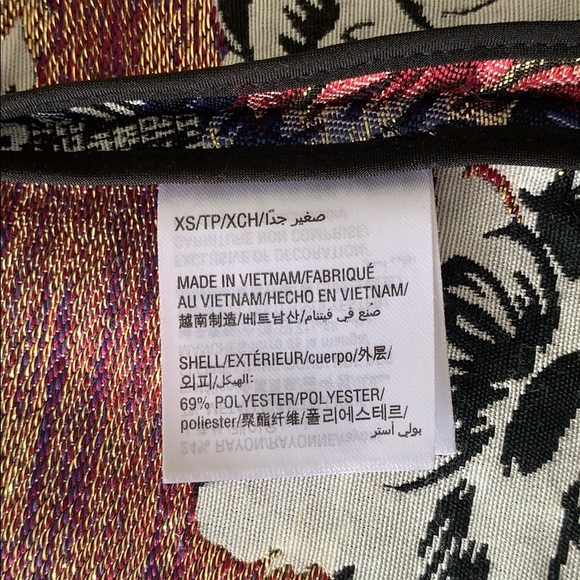 XS/TP/XCH/صغير جدًا
MADE IN VIETNAM/FABRIQUÉ
AU VIETNAM/HECHO EN VIETNAM/
越南制造/베트남산/صُنع في فيتنام
SHELL/EXTÉRIEUR/cuerpo/外层/
외피/الهيكل:
69% POLYESTER/POLYESTER/
poliester/聚酯纤维/폴리에스테르/
بولي أستر